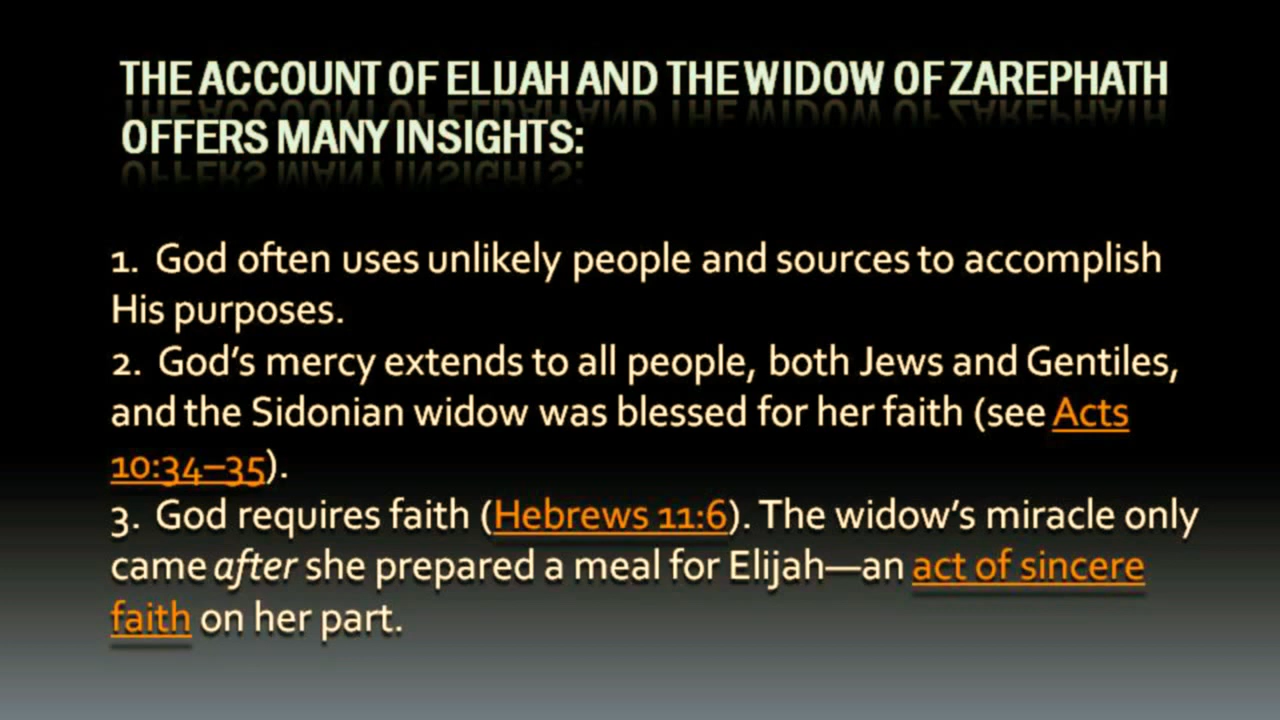 THE ACCOUNT OF ELIJAH AND THE WIDOW OF ZAREPHATH
OFFERS MANY INSIGHTS:
1. God often uses unlikely people and sources to accomplish
His purposes.
2. God’s mercy extends to all people, both Jews and Gentiles,
and the Sidonian widow was blessed for her faith (see Acts
10:34–35).
3. God requires faith (Hebrews 11:6). The widow’s miracle only
came after she prepared a meal for Elijah—an act of sincere
faith on her part.